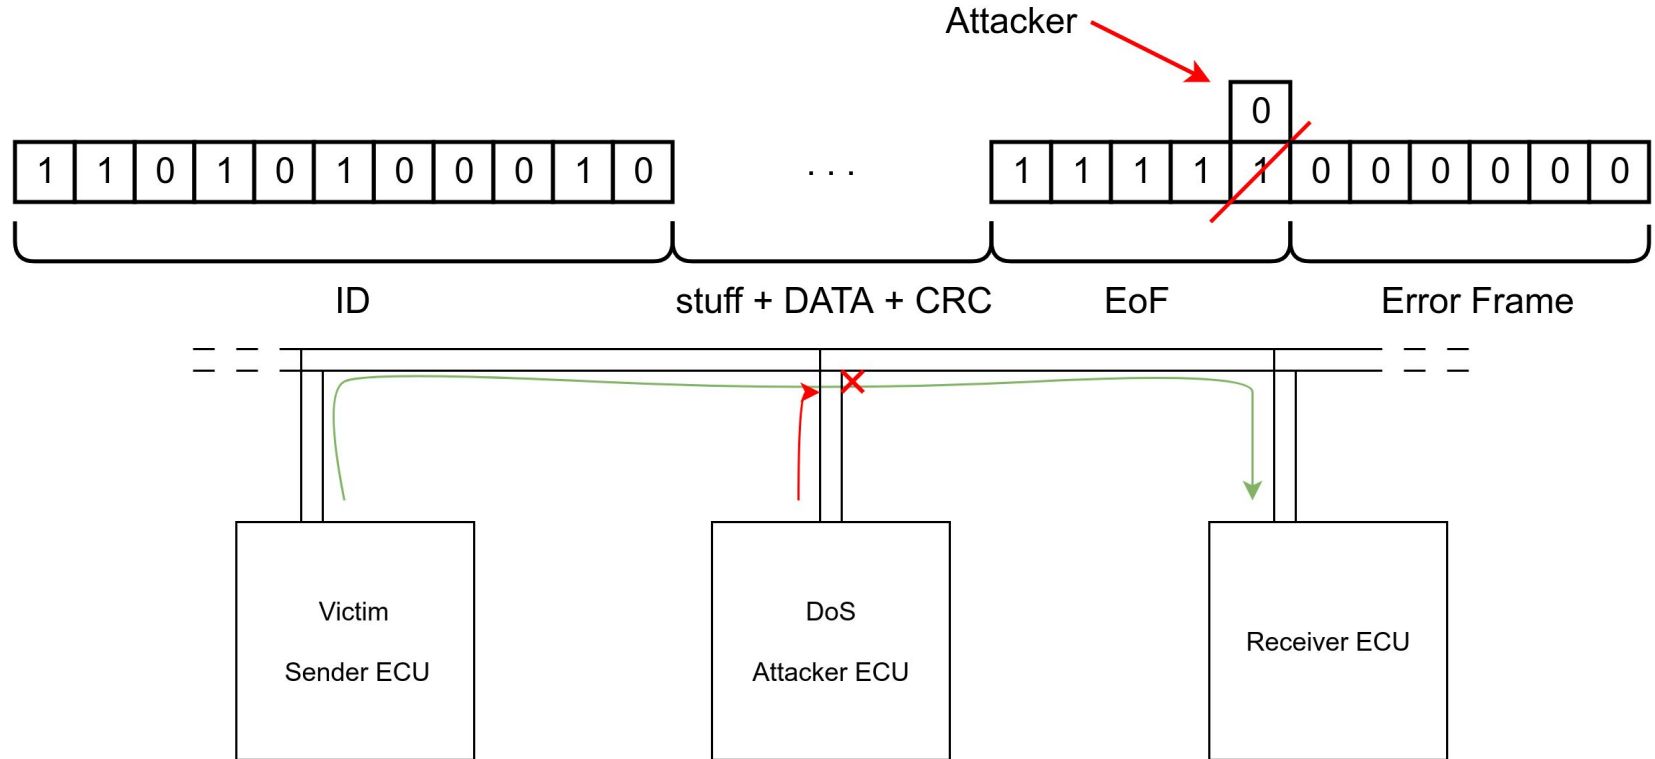 Attacker
0
1 1 0 1 0 1 0 0 0 1 0 . . . 1 1 1 1 1 0 0 0 0 0 0
ID stuff + DATA + CRC EoF Error Frame
Victim
Sender ECU
DoS
Attacker ECU
Receiver ECU